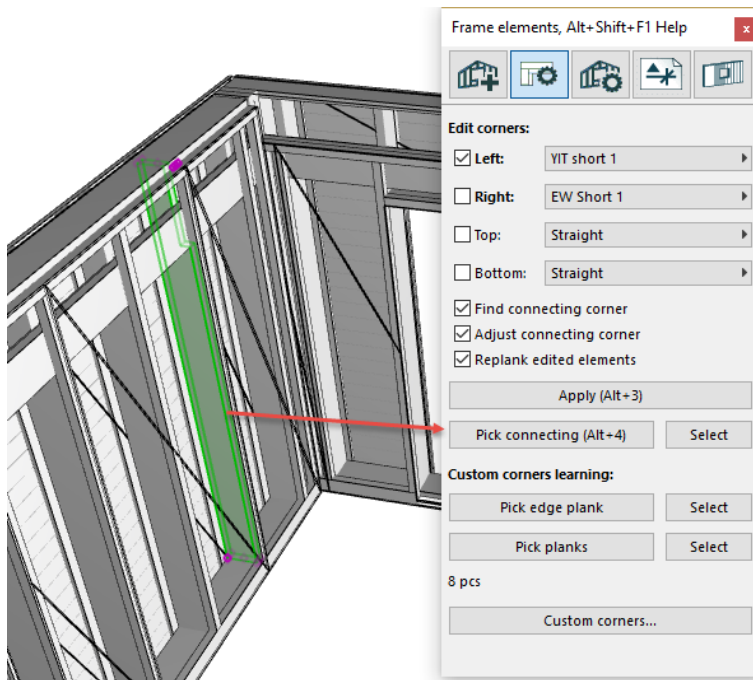 Frame elements, Alt+Shift+F1 Help
x
Edit corners:
Left: YIT short 1
Right: EW Short 1
Top: Straight
Bottom: Straight
Find connecting corner
Adjust connecting corner
Replank edited elements
Apply (Alt+3)
Pick connecting (Alt+4) Select
Custom corners learning:
Pick edge plank Select
Pick planks Select
8 pcs
Custom corners...